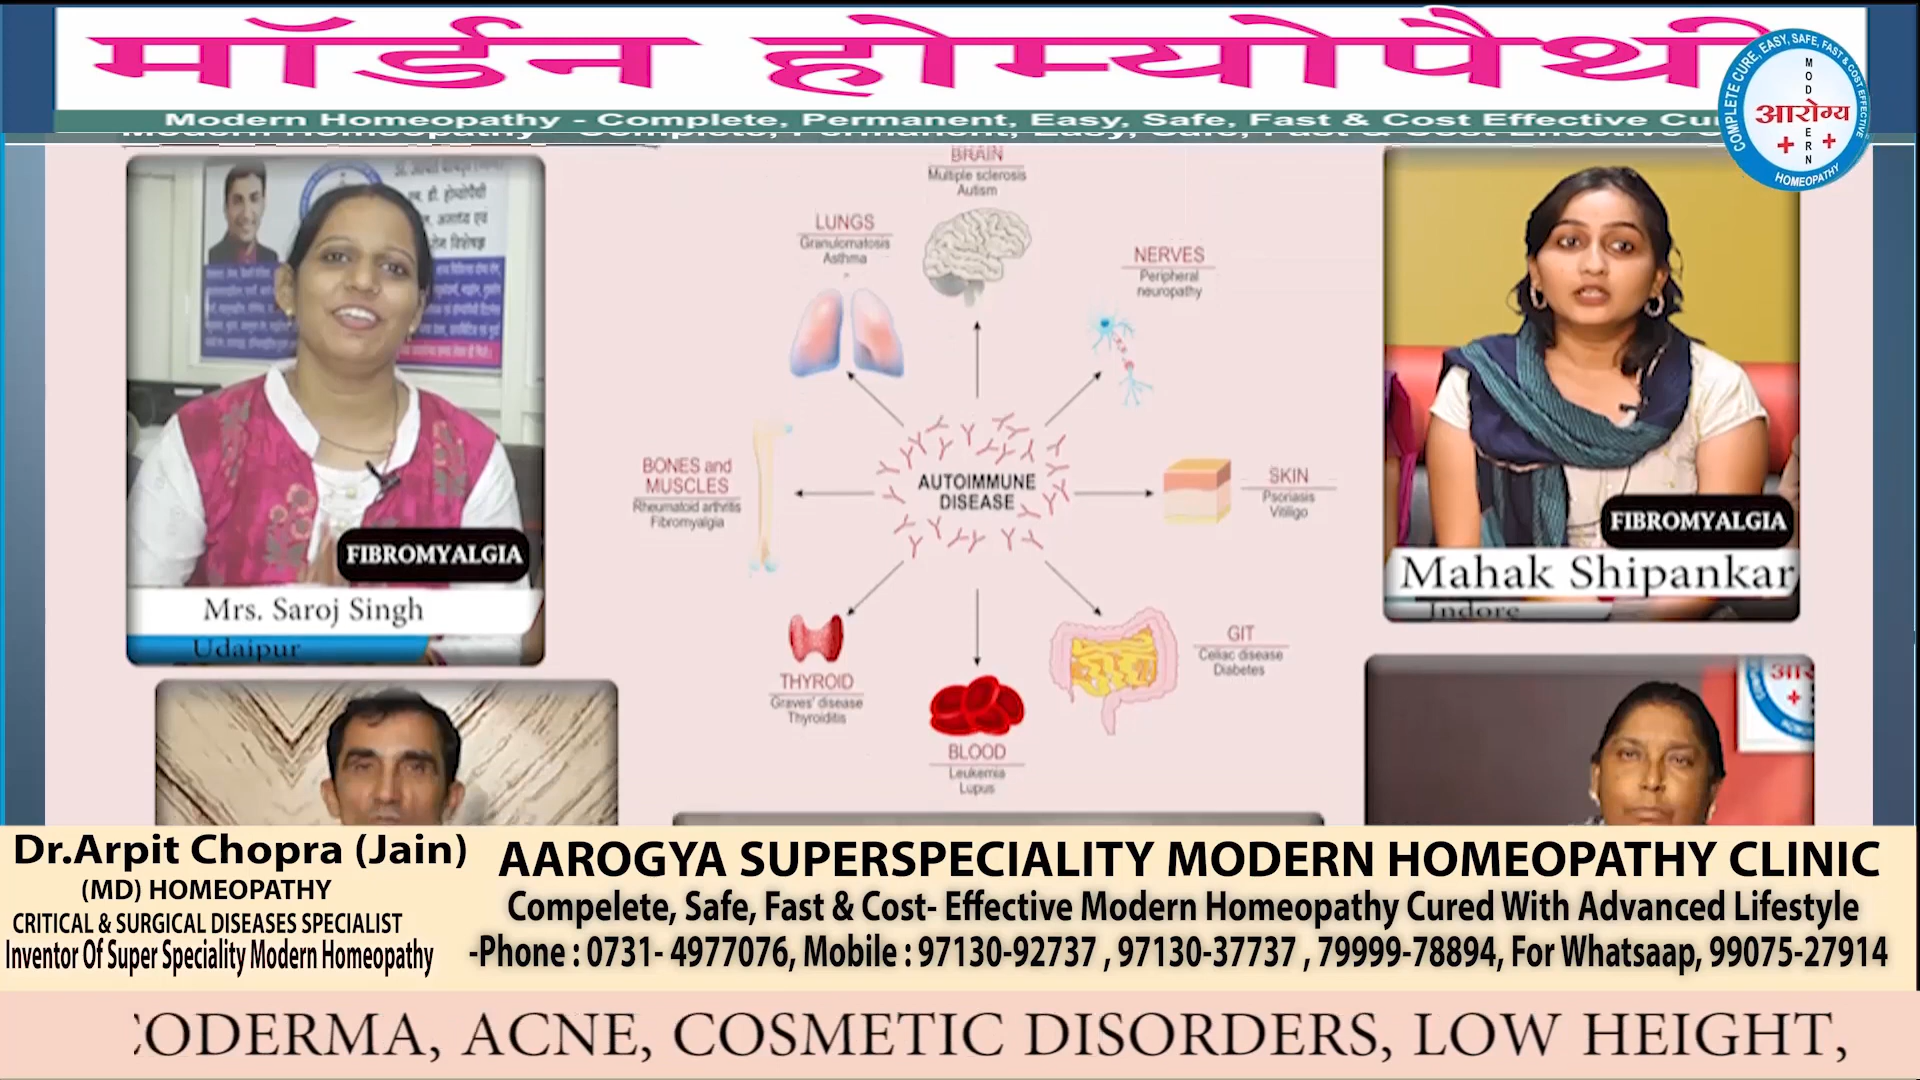 मॉर्डन होम्योपैथी
Modern Homeopathy - Complete, Permanent, Easy, Safe, Fast & Cost Effective Cur
COMPLETE CURE, EASY, SAFE, FAST & COST EFFECTIVE
MODERN
आरोग्य
HOMEOPATHY
BRAIN
Multiple sclerosis
Autism
LUNGS
Granulomatosis
Asthma
NERVES
Peripheral
neuropathy
BONES and
MUSCLES
Rheumatoid arthritis
Fibromyalgia
AUTOIMMUNE
DISEASE
SKIN
Psoriasis
Vitiligo
THYROID
Graves' disease
Thyroiditis
GIT
Celiac disease
Diabetes
BLOOD
Leukemia
Lupus
FIBROMYALGIA
Mrs. Saroj Singh
Udaipur
FIBROMYALGIA
Mahak Shipankar
Indore
Dr.Arpit Chopra (Jain)
(MD) HOMEOPATHY
CRITICAL & SURGICAL DISEASES SPECIALIST
Inventor Of Super Speciality Modern Homeopathy
AAROGYA SUPERSPECIALITY MODERN HOMEOPATHY CLINIC
Compelete, Safe, Fast & Cost- Effective Modern Homeopathy Cured With Advanced Lifestyle
-Phone : 0731- 4977076, Mobile : 97130-92737 , 97130-37737 , 79999-78894, For Whatsaap, 99075-27914
ODERMA, ACNE, COSMETIC DISORDERS, LOW HEIGHT,